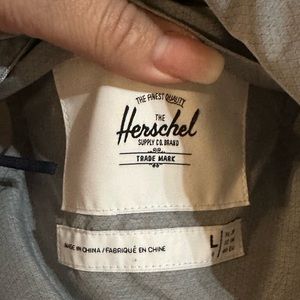 THE FINEST QUALITY
THE
Herschel
SUPPLY CO. BRAND
TRADE MARK
MADE IN CHINA / FABRIQUÉ EN CHINE
L